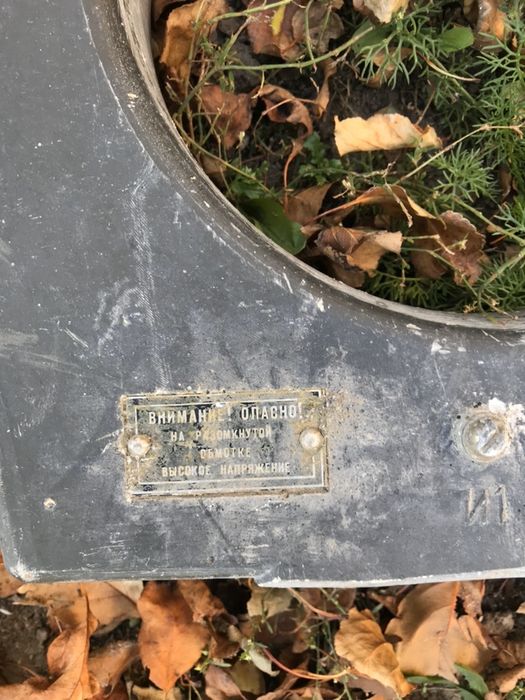 ВНИМАНИЕ! ОПАСНО!
НА РАЗОМКНУТОЙ
ОБМОТКЕ
ВЫСОКОЕ НАПРЯЖЕНИЕ
И1